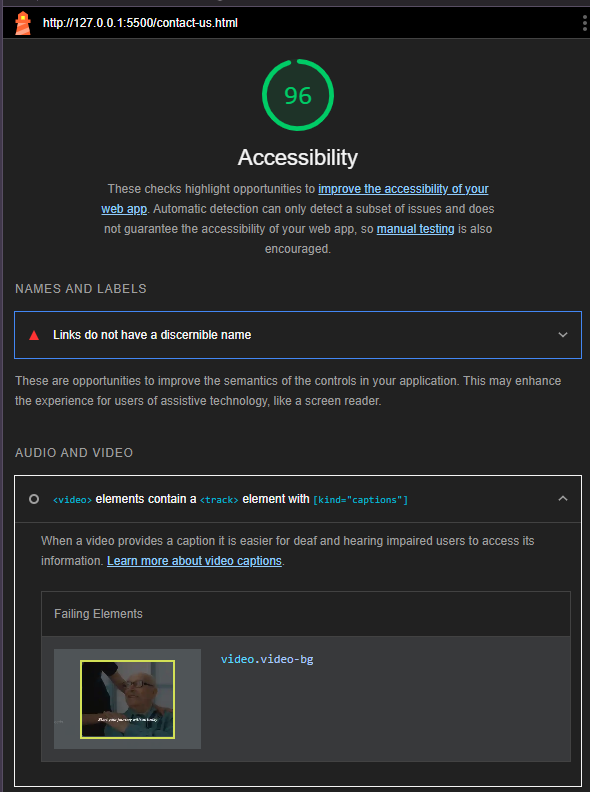 http://127.0.0.1:5500/contact-us.html
96
Accessibility
These checks highlight opportunities to improve the accessibility of your
web app. Automatic detection can only detect a subset of issues and does
not guarantee the accessibility of your web app, so manual testing is also
encouraged.
NAMES AND LABELS
Links do not have a discernible name
These are opportunities to improve the semantics of the controls in your application. This may enhance
the experience for users of assistive technology, like a screen reader.
AUDIO AND VIDEO
<video> elements contain a <track> element with [kind="captions"]
When a video provides a caption it is easier for deaf and hearing impaired users to access its
information. Learn more about video captions.
Failing Elements
video.video-bg
Start your journey with us today